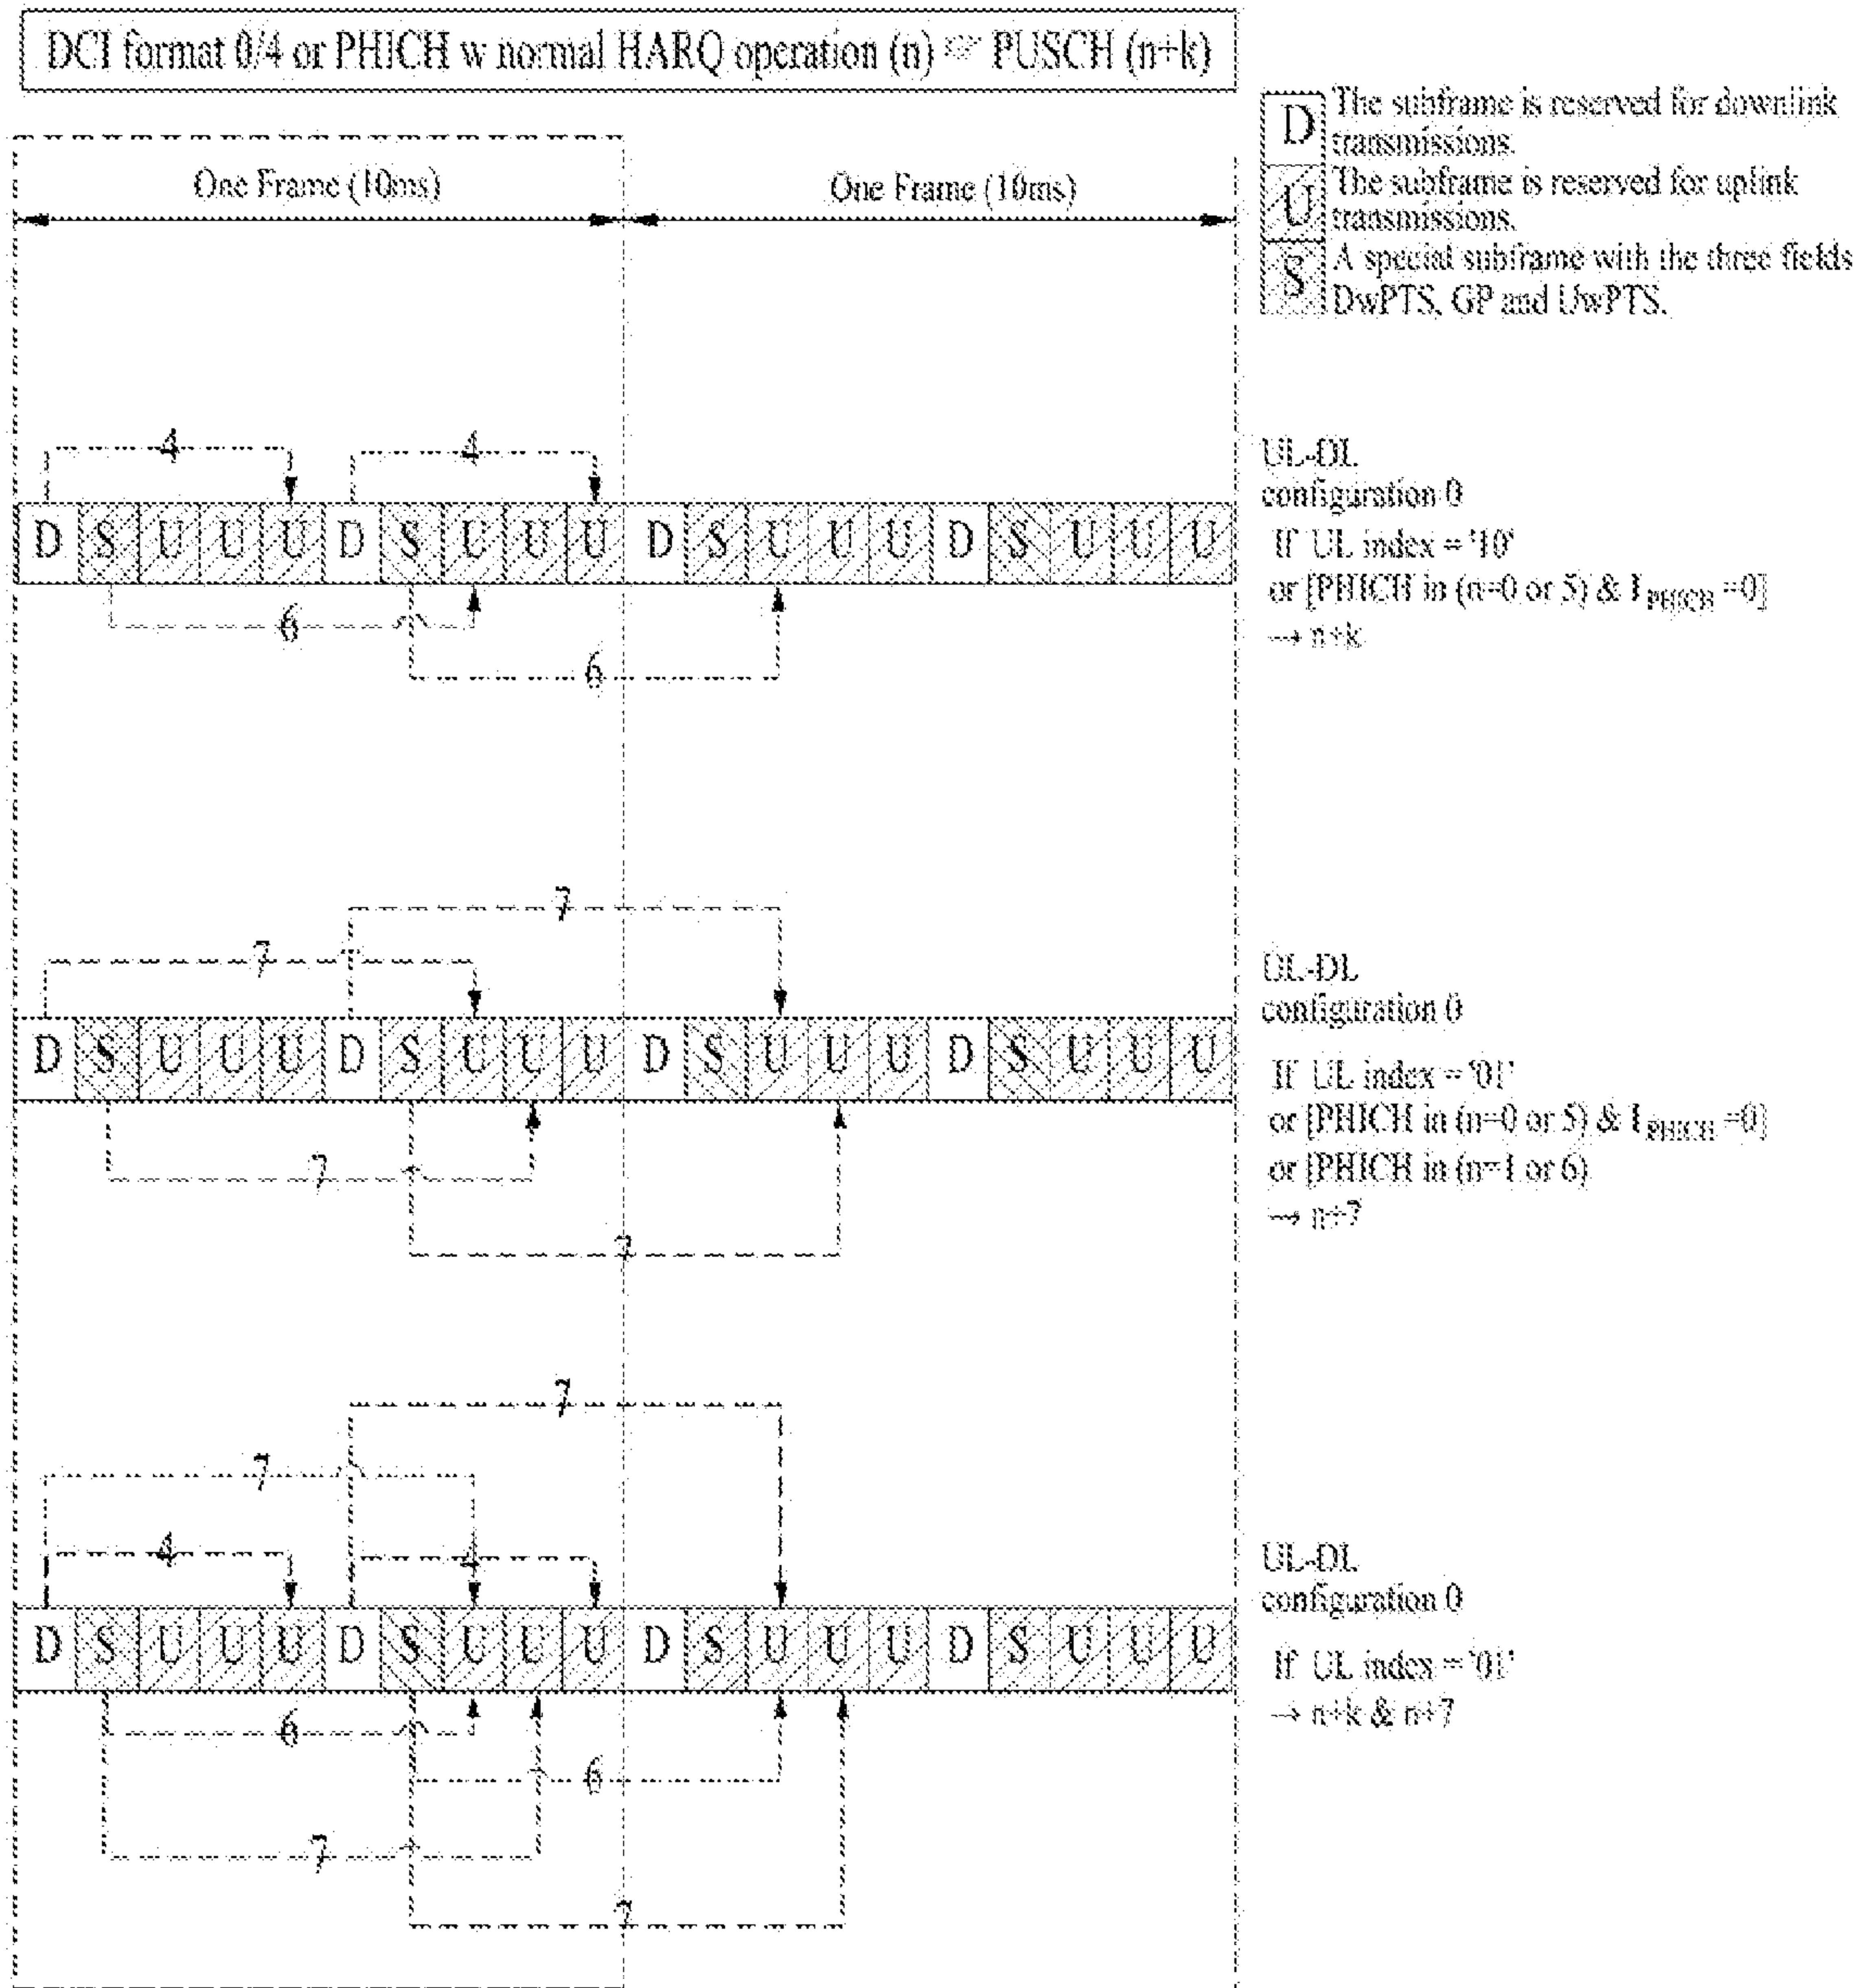 DCI format 0/4 or PHICH w normal HARQ operation (n) ☞ PUSCH (n+k)
D The subframe is reserved for downlink
transmissions.
U The subframe is reserved for uplink
transmissions.
S A special subframe with the three fields
DwPTS, GP and UwPTS.
One Frame (10ms) One Frame (10ms)
4 4
D S U U U D S U U U D S U U U D S U U U
6
6
UL-DL
configuration 0
If UL index = '10'
or [PHICH in (n=0 or 5) & I PHICH =0]
→ n+k
7
7
D S U U U D S U U U D S U U U D S U U U
7
7
UL-DL
configuration 0
If UL index = '01'
or [PHICH in (n=0 or 5) & I PHICH =0]
or [PHICH in (n=1 or 6)
→ n+7
7
7
4 4
D S U U U D S U U U D S U U U D S U U U
6
6
7
7
UL-DL
configuration 0
If UL index = '01'
→ n+k & n+7